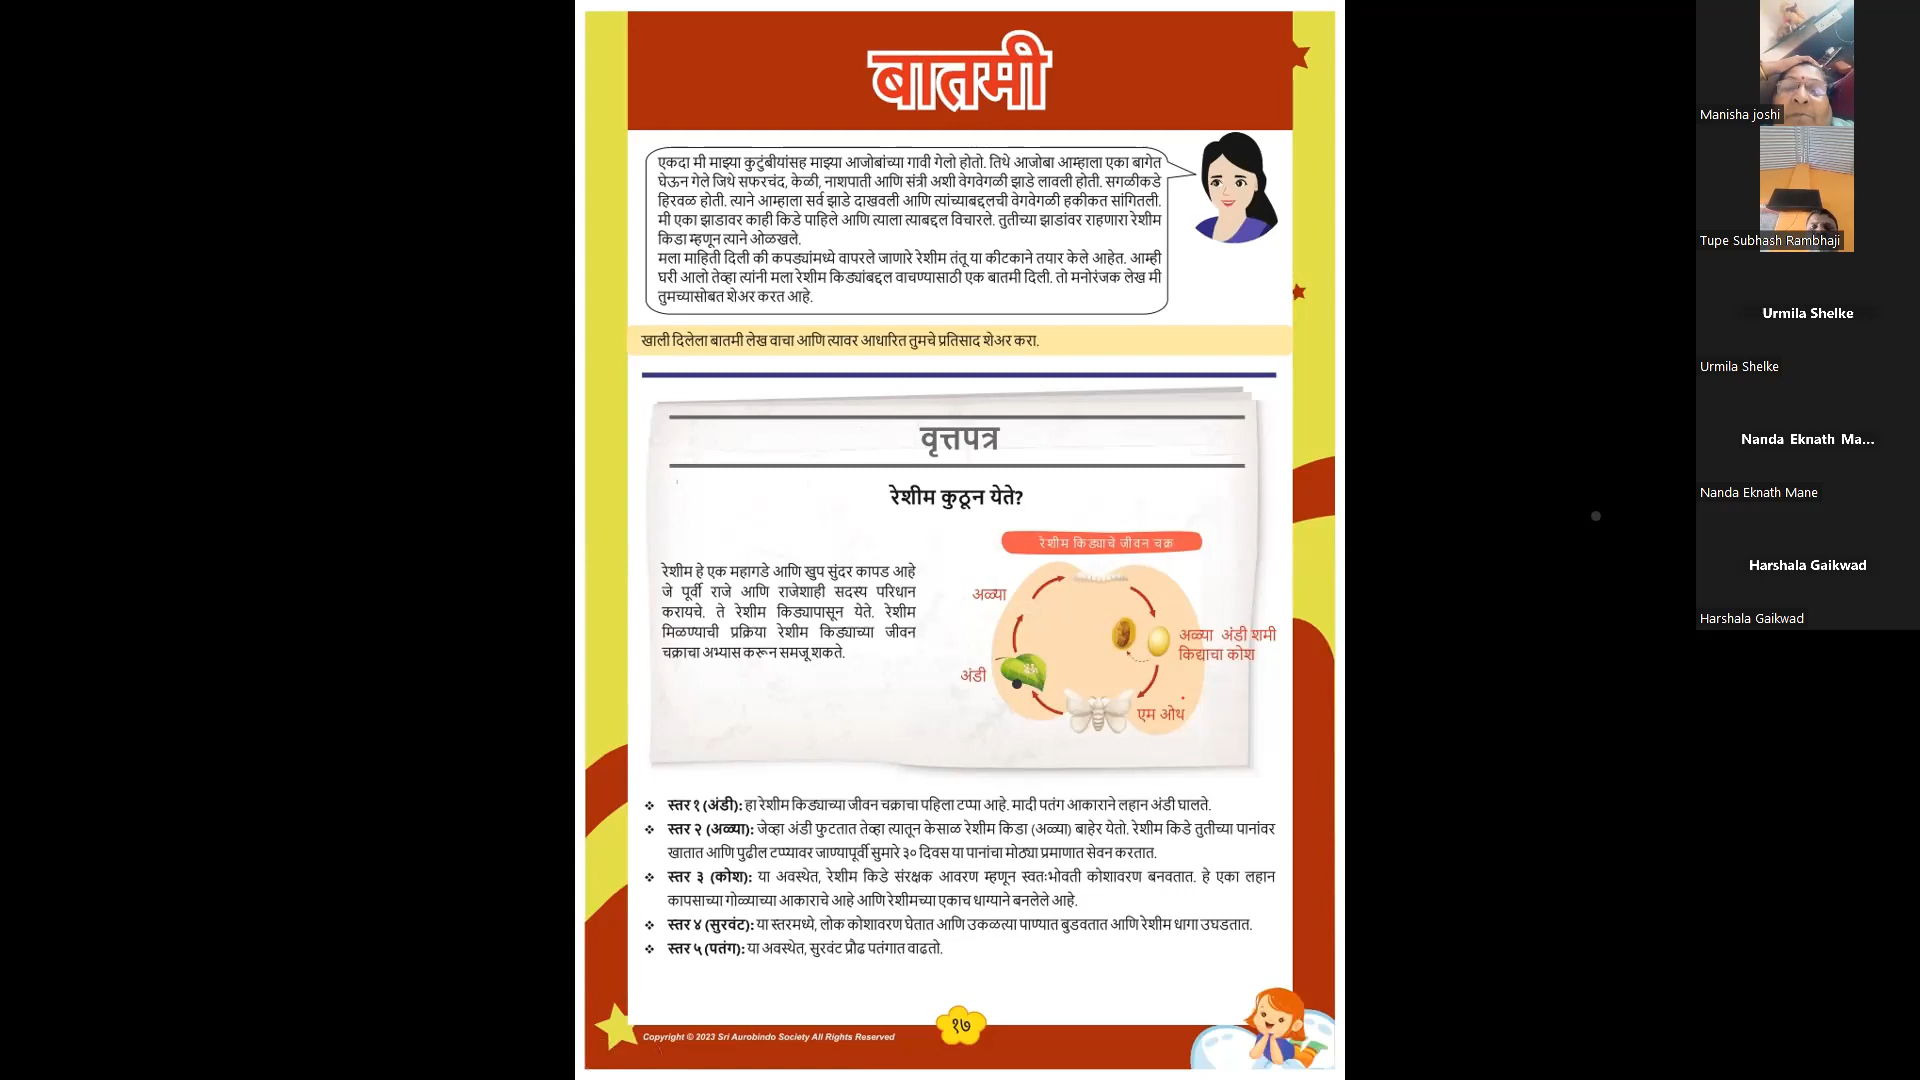 बातमी
एकदा मी माझ्या कुटुंबीयांसह माझ्या आजोबांच्या गावी गेलो होतो. तिथे आजोबा आम्हाला एका बागेत
घेऊन गेले जिथे सफरचंद, केळी, नाशपाती आणि संत्री अशी वेगवेगळी झाडे लावली होती. सगळीकडे
हिरवळ होती. त्याने आम्हाला सर्व झाडे दाखवली आणि त्यांच्याबद्दलची वेगवेगळी हकीकत सांगितली.
मी एका झाडावर काही किडे पाहिले आणि त्याला त्याबद्दल विचारले. तुतीच्या झाडांवर राहणारा रेशीम
किडा म्हणून त्याने ओळखले.
मला माहिती दिली की कपड्यांमध्ये वापरले जाणारे रेशीम तंतू या कीटकाने तयार केले आहेत. आम्ही
घरी आलो तेव्हा त्यांनी मला रेशीम किड्यांबद्दल वाचण्यासाठी एक बातमी दिली. तो मनोरंजक लेख मी
तुमच्यासोबत शेअर करत आहे.
खाली दिलेला बातमी लेख वाचा आणि त्यावर आधारित तुमचे प्रतिसाद शेअर करा.
वृत्तपत्र
रेशीम कुठून येते?
रेशीम किड्याचे जीवन चक्र
रेशीम हे एक महागडे आणि खुप सुंदर कापड आहे
जे पूर्वी राजे आणि राजेशाही सदस्य परिधान
करायचे. ते रेशीम किड्यापासून येते. रेशीम
मिळण्याची प्रक्रिया रेशीम किड्याच्या जीवन
चक्राचा अभ्यास करून समजू शकते.
अळ्या
अळ्या अंडी शमी
किद्याचा कोश
अंडी
एम ओथ
❖ स्तर १ (अंडी): हा रेशीम किड्याच्या जीवन चक्राचा पहिला टप्पा आहे. मादी पतंग आकाराने लहान अंडी घालते.
❖ स्तर २ (अळ्या): जेव्हा अंडी फुटतात तेव्हा त्यातून केसाळ रेशीम किडा (अळ्या) बाहेर येतो. रेशीम किडे तुतीच्या पानांवर
खातात आणि पुढील टप्प्यावर जाण्यापूर्वी सुमारे ३० दिवस या पानांचा मोठ्या प्रमाणात सेवन करतात.
❖ स्तर ३ (कोश): या अवस्थेत, रेशीम किडे संरक्षक आवरण म्हणून स्वतःभोवती कोशावरण बनवतात. हे एका लहान
कापसाच्या गोळ्याच्या आकाराचे आहे आणि रेशीमच्या एकाच धाग्याने बनलेले आहे.
❖ स्तर ४ (सुरवंट): या स्तरमध्ये, लोक कोशावरण घेतात आणि उकळत्या पाण्यात बुडवतात आणि रेशीम धागा उघडतात.
❖ स्तर ५ (पतंग): या अवस्थेत, सुरवंट प्रौढ पतंगात वाढतो.
१७
Copyright © 2023 Sri Aurobindo Society All Rights Reserved
Manisha joshi
Tupe Subhash Rambhaji
Urmila Shelke
Urmila Shelke
Nanda Eknath Ma...
Nanda Eknath Mane
Harshala Gaikwad
Harshala Gaikwad